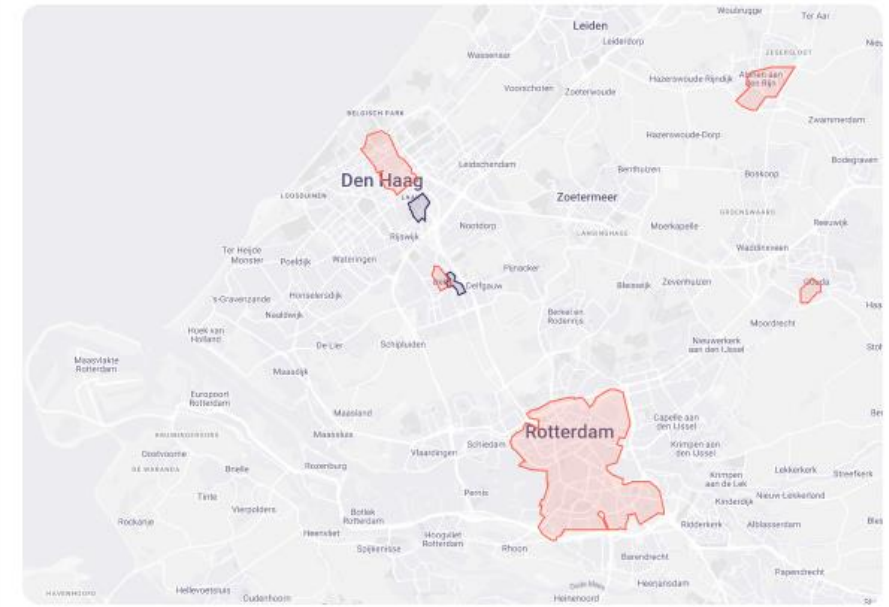 Woubrugge
Ter Aar
Leiden
Leiderdorp
Wassenaar
Voorschoten
Zoeterwoude
Hazerswoude-Rijndijk
Alphen aan
den Rijn
Zwammerdam
BELGISCH PARK
Hazerswoude-Dorp
Leidschendam
Bodegraven
Benthuizen
Boskoop
Den Haag
Zoetermeer
LOOSDUINEN
Nootdorp
Moerkapelle
Reeuwijk
Rijswijk
Waddinxveen
Ter Heijde
Monster
Poeldijk
Wateringen
Pijnacker
Delfgauw
Bleiswijk
Zevenhuizen
Gouda
's-Gravenzande
Honselersdijk
Naaldwijk
Berkel en
Rodenrijs
Moordrecht
Hoek van
Holland
De Lier
Schipluiden
Nieuwerkerk
aan den IJssel
Maasvlakte
Rotterdam
Maasdijk
Europoort
Rotterdam
Maasland
Capelle aan
den IJssel
Rotterdam
Maassluis
Schiedam
Krimpen aan
den IJssel
Oostvoorne
Vlaardingen
Brielle
Rozenburg
Krimpen
aan de Lek
Lekkerkerk
Streefkerk
Tinte
Pernis
Kinderdijk
Nieuw-Lekkerland
Vierpolders
Botlek
Rotterdam
Rockanje
Ridderkerk
Alblasserdam
Heenvliet
Hoogvliet
Rotterdam
Spijkenisse
Rhoon
Barendrecht
Papendrecht
Oude Maas
Heerjansdam
Hellevoetsluis
Oudenhoorn
Heinenoord